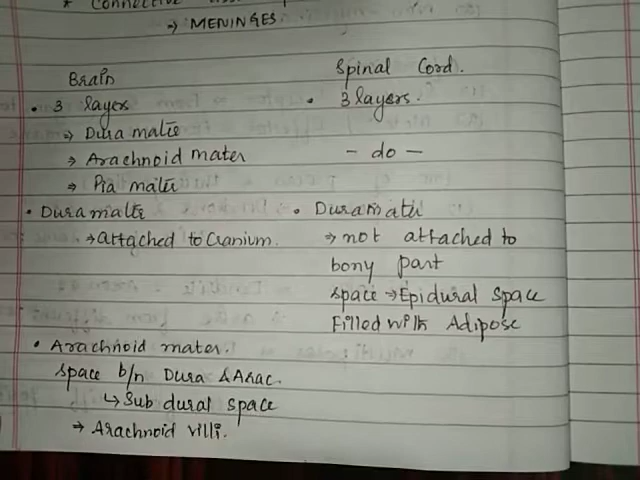 * Connective
→ MENINGES.
Brain
Spinal Cord.
• 3 layers
• 3 layers.
→ Dura mater
→ Arachnoid mater
— do —
→ Pia mater
• Dura mater
• Dura mater
→ attached to Cranium.
→ not attached to
bony part
Space → Epidural space
Filled with Adipose
• Arachnoid mater.
Space b/n Dura & Arac.
↳ Sub dural space
→ Arachnoid villi.